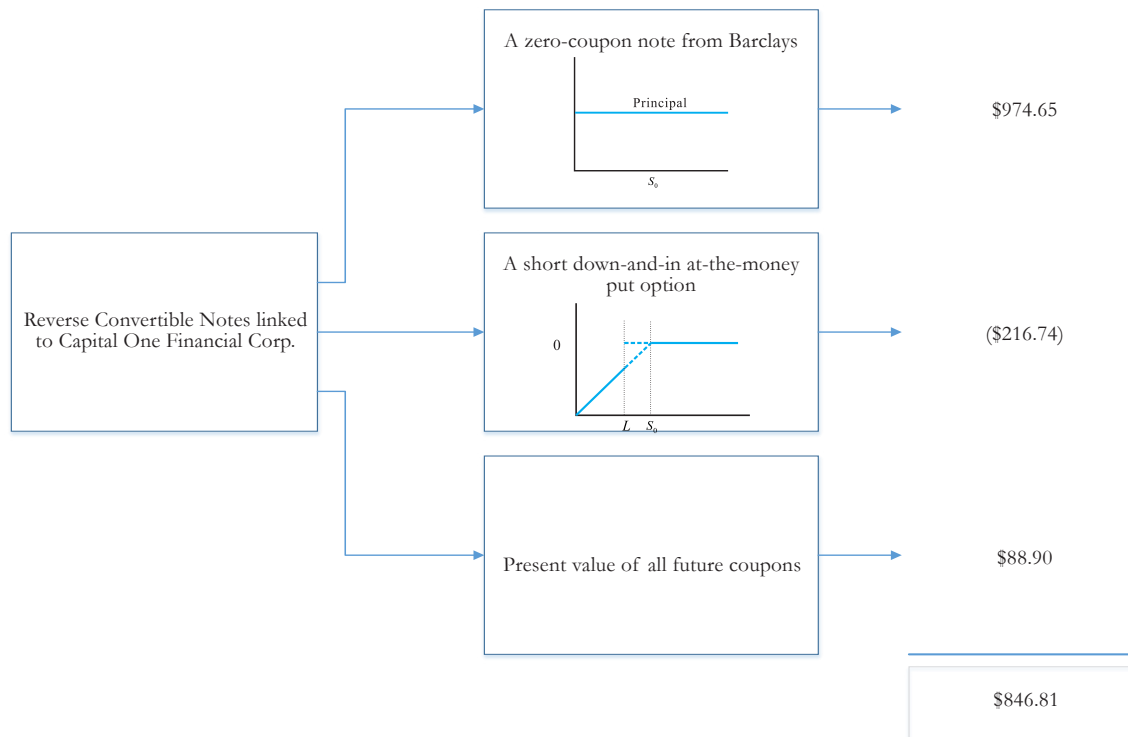 A zero-coupon note from Barclays
Principal
S₀
$974.65
Reverse Convertible Notes linked
to Capital One Financial Corp.
A short down-and-in at-the-money
put option
0
L S₀
($216.74)
Present value of all future coupons
$88.90
$846.81